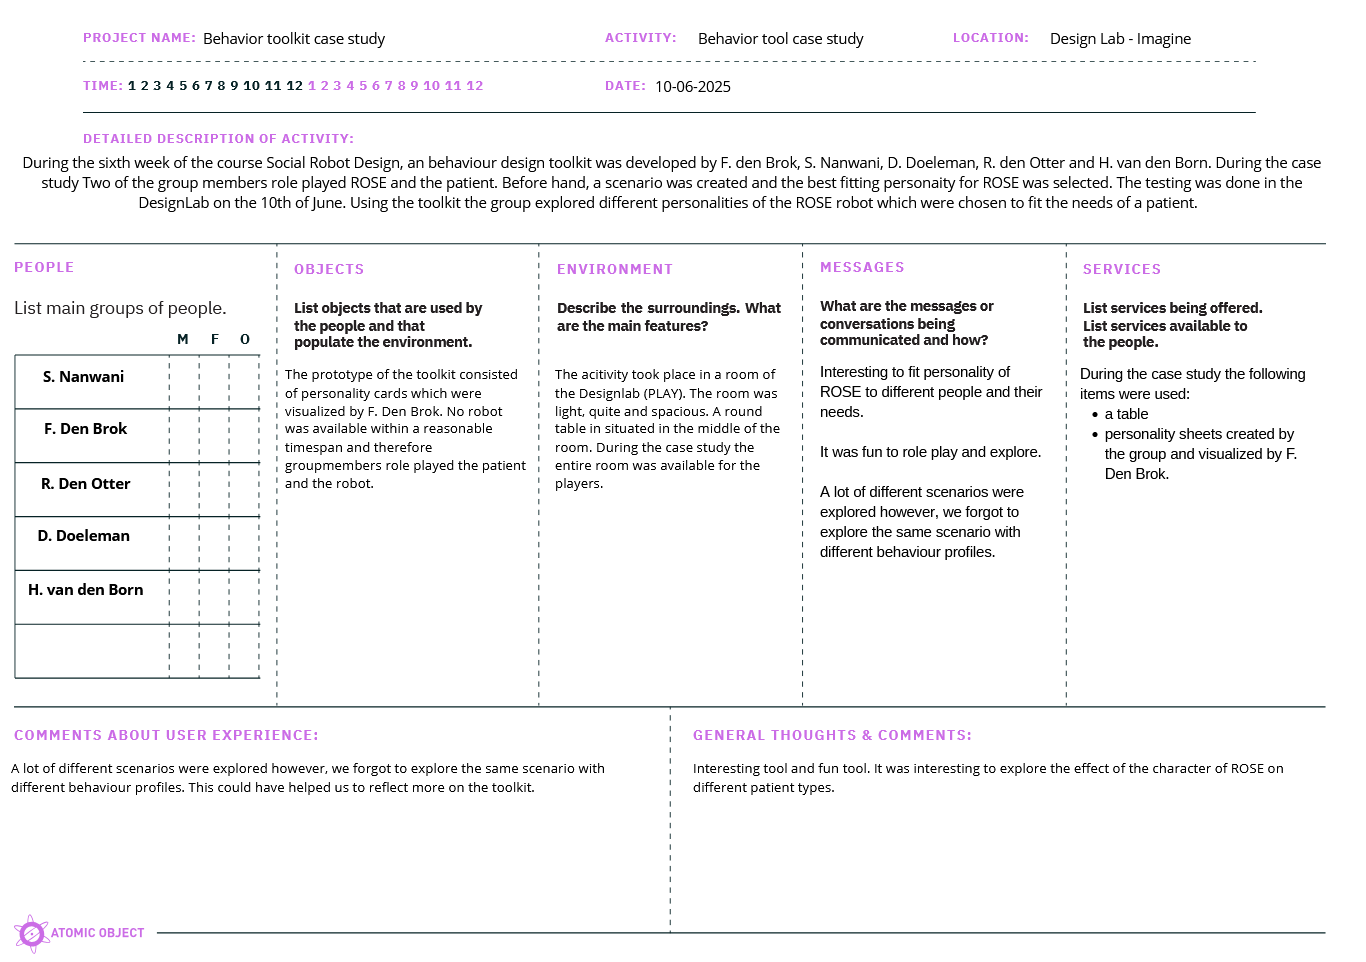 PROJECT NAME: Behavior toolkit case study
ACTIVITY: Behavior tool case study
LOCATION: Design Lab - Imagine
TIME: 1 2 3 4 5 6 7 8 9 10 11 12 1 2 3 4 5 6 7 8 9 10 11 12
DATE: 10-06-2025
DETAILED DESCRIPTION OF ACTIVITY:
During the sixth week of the course Social Robot Design, an behaviour design toolkit was developed by F. den Brok, S. Nanwani, D. Doeleman, R. den Otter and H. van den Born. During the case
study Two of the group members role played ROSE and the patient. Before hand, a scenario was created and the best fitting personaity for ROSE was selected. The testing was done in the
DesignLab on the 10th of June. Using the toolkit the group explored different personalities of the ROSE robot which were chosen to fit the needs of a patient.
PEOPLE
List main groups of people.
M F O
S. Nanwani
F. Den Brok
R. Den Otter
D. Doeleman
H. van den Born
OBJECTS
List objects that are used by
the people and that
populate the environment.
The prototype of the toolkit consisted
of personality cards which were
visualized by F. Den Brok. No robot
was available within a reasonable
timespan and therefore
groupmembers role played the patient
and the robot.
ENVIRONMENT
Describe the surroundings. What
are the main features?
The acitivity took place in a room of
the Designlab (PLAY). The room was
light, quite and spacious. A round
table in situated in the middle of the
room. During the case study the
entire room was available for the
players.
MESSAGES
What are the messages or
conversations being
communicated and how?
Interesting to fit personality of
ROSE to different people and their
needs.
It was fun to role play and explore.
A lot of different scenarios were
explored however, we forgot to
explore the same scenario with
different behaviour profiles.
SERVICES
List services being offered.
List services available to
the people.
During the case study the following
items were used:
• a table
• personality sheets created by
the group and visualized by F.
Den Brok.
COMMENTS ABOUT USER EXPERIENCE:
A lot of different scenarios were explored however, we forgot to explore the same scenario with
different behaviour profiles. This could have helped us to reflect more on the toolkit.
GENERAL THOUGHTS & COMMENTS:
Interesting tool and fun tool. It was interesting to explore the effect of the character of ROSE on
different patient types.
ATOMIC OBJECT